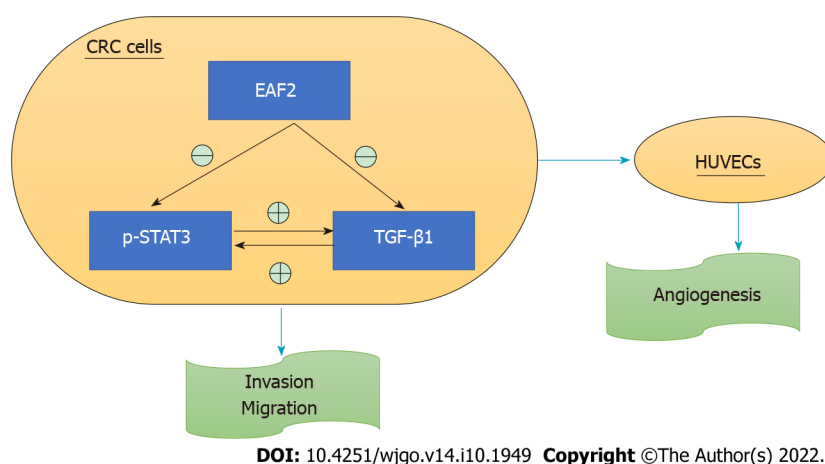 CRC cells
EAF2
p-STAT3
TGF-β1
HUVECs
Angiogenesis
Invasion
Migration
DOI: 10.4251/wjgo.v14.i10.1949 Copyright ©The Author(s) 2022.